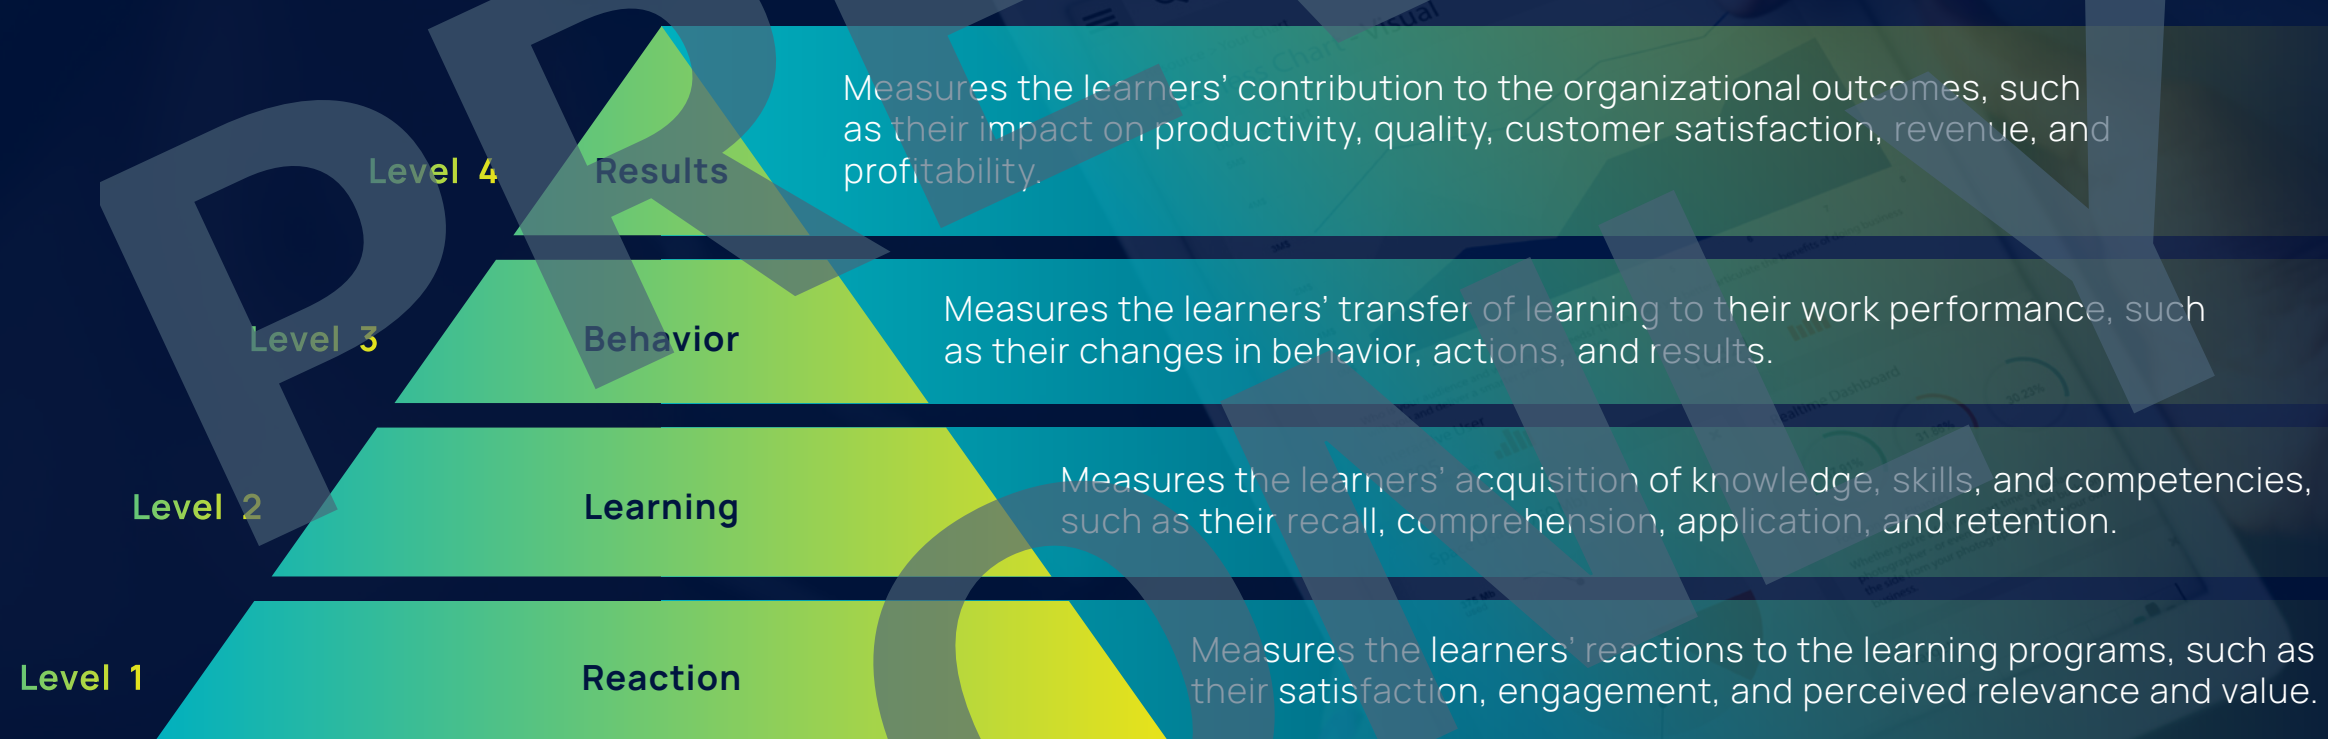 Measures the learners’ contribution to the organizational outcomes, such
as their impact on productivity, quality, customer satisfaction, revenue, and
profitability.
Level 4 Results
Measures the learners’ transfer of learning to their work performance, such
as their changes in behavior, actions, and results.
Level 3 Behavior
Measures the learners’ acquisition of knowledge, skills, and competencies,
such as their recall, comprehension, application, and retention.
Level 2 Learning
Measures the learners’ reactions to the learning programs, such as
their satisfaction, engagement, and perceived relevance and value.
Level 1 Reaction
ONLY